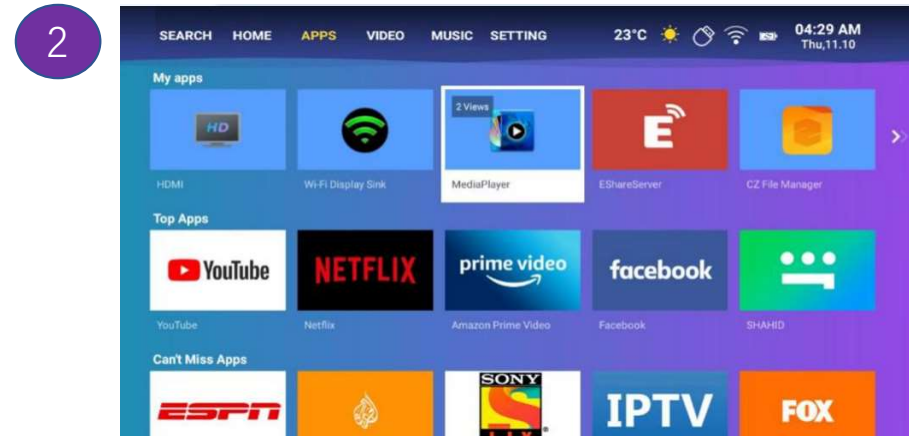 2
SEARCH HOME APPS VIDEO MUSIC SETTING 23°C 04:29 AM
Thu,11.10
My apps
HD
2 Views
E
HDMI Wi-Fi Display Sink MediaPlayer EShareServer CZ File Manager
Top Apps
YouTube NETFLIX prime video facebook
YouTube Netflix Amazon Prime Video Facebook SHAHID
Can't Miss Apps
ESPN SONY IPTV FOX